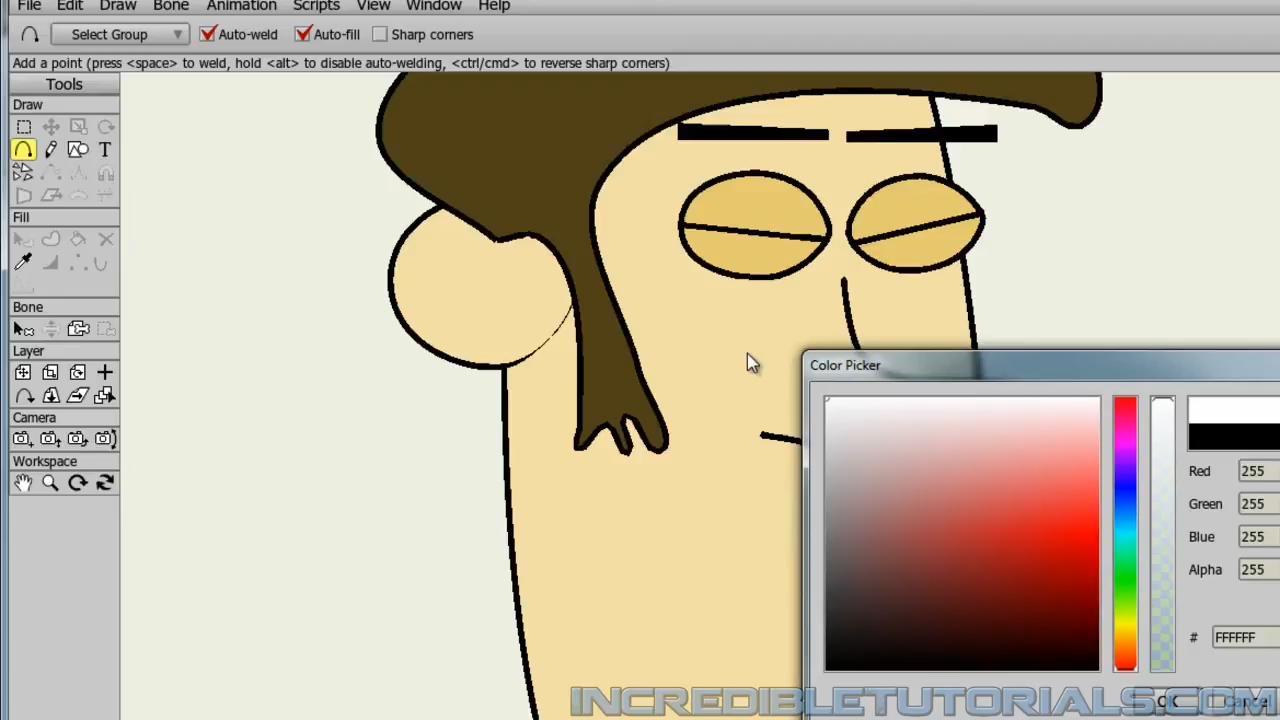 File Edit Draw Bone Animation Scripts View Window Help
Select Group Auto-weld Auto-fill Sharp corners
Add a point (press <space> to weld, hold <alt> to disable auto-welding, <ctrl/cmd> to reverse sharp corners)
Tools
Draw
T
Fill
Bone
Layer
Camera
Workspace
Color Picker
Red 255
Green 255
Blue 255
Alpha 255
# FFFFFF
OK Cancel
INCREDIBLETUTORIALS.COM